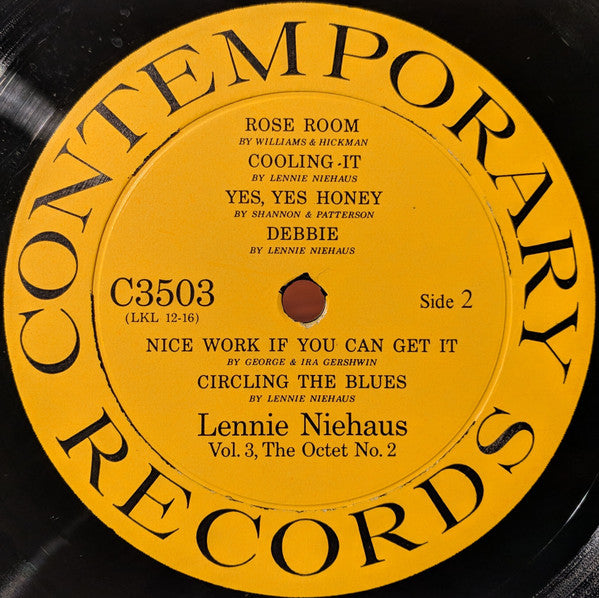 CONTEMPORARY
RECORDS
ROSE ROOM
BY WILLIAMS & HICKMAN
COOLING-IT
BY LENNIE NIEHAUS
YES, YES HONEY
BY SHANNON & PATTERSON
DEBBIE
BY LENNIE NIEHAUS
C3503
(LKL 12-16)
Side 2
NICE WORK IF YOU CAN GET IT
BY GEORGE & IRA GERSHWIN
CIRCLING THE BLUES
BY LENNIE NIEHAUS
Lennie Niehaus
Vol. 3, The Octet No. 2